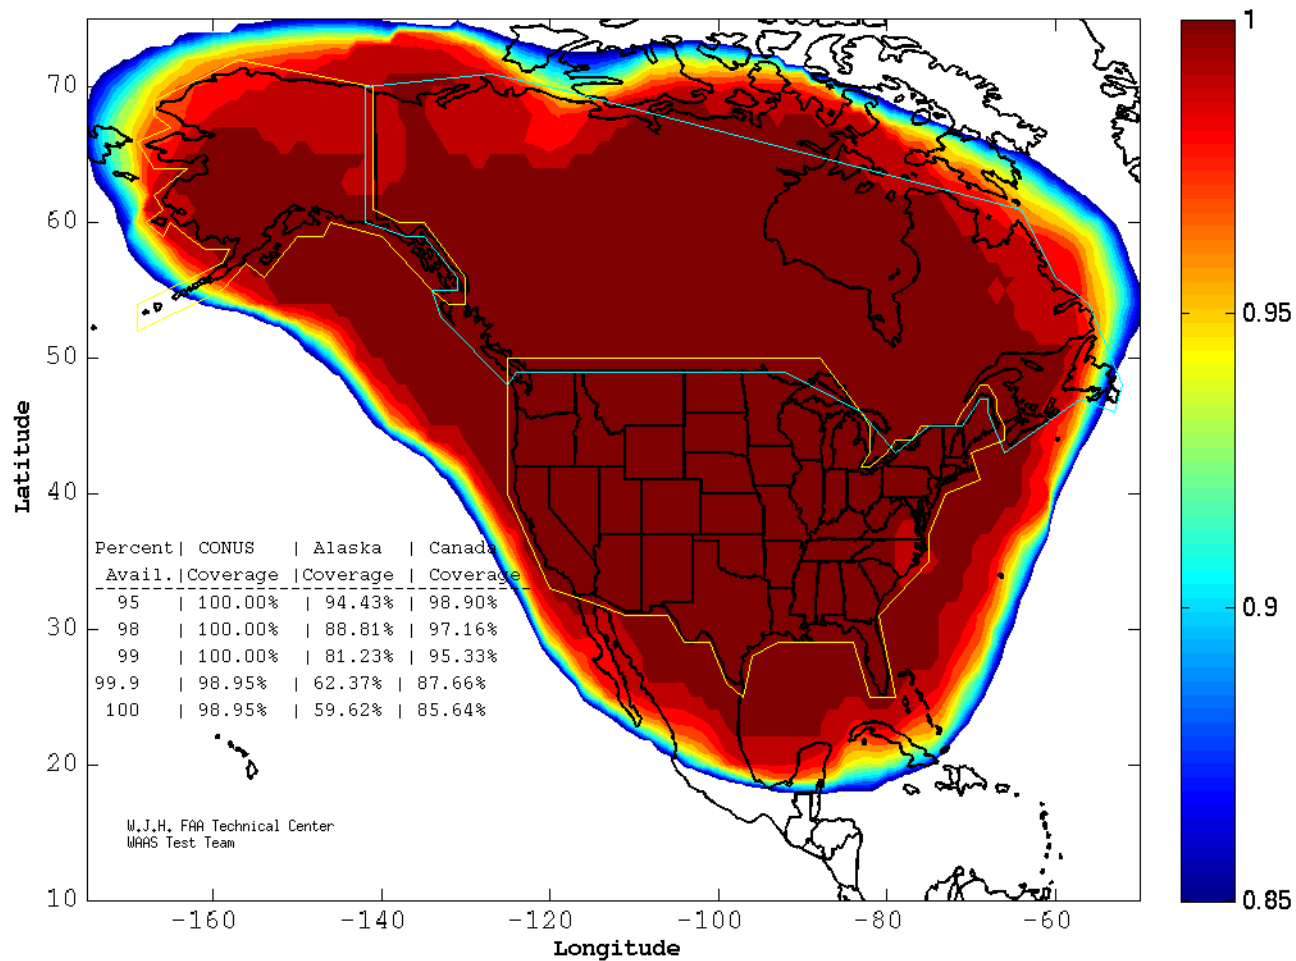 1
70
60
0.95
50
Latitude
40
Percent| CONUS | Alaska | Canada
Avail.|Coverage |Coverage | Coverage
95 | 100.00% | 94.43% | 98.90%
0.9
98 | 100.00% | 88.81% | 97.16%
30
99 | 100.00% | 81.23% | 95.33%
99.9 | 98.95% | 62.37% | 87.66%
100 | 98.95% | 59.62% | 85.64%
20
W.J.H. FAA Technical Center
WAAS Test Team
10
0.85
-160 -140 -120 -100 -80 -60
Longitude